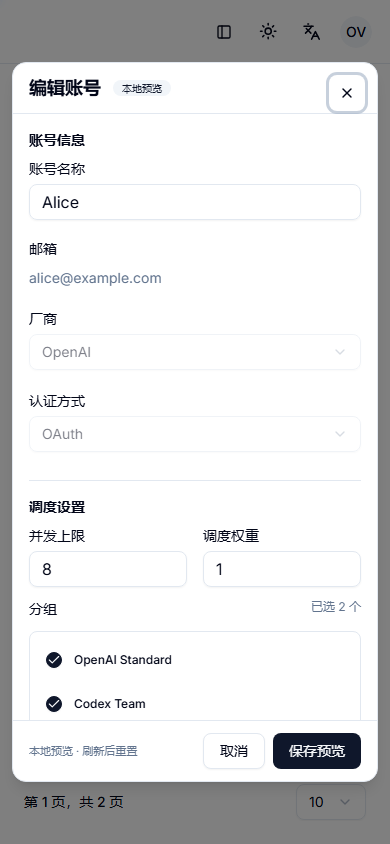 OV
编辑账号 本地预览
账号信息
账号名称
Alice
邮箱
alice@example.com
厂商
OpenAI
认证方式
OAuth
调度设置
并发上限 调度权重
8 1
分组 已选 2 个
OpenAI Standard
Codex Team
本地预览 · 刷新后重置 取消 保存预览
第 1 页，共 2 页 10